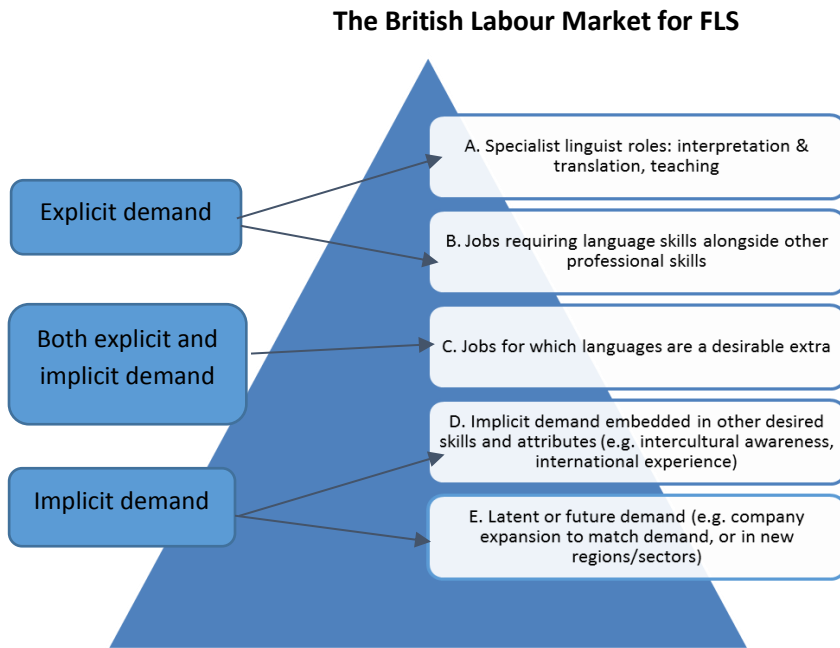 The British Labour Market for FLS
A. Specialist linguist roles: interpretation &
translation, teaching
Explicit demand
B. Jobs requiring language skills alongside other
professional skills
Both explicit and
implicit demand
C. Jobs for which languages are a desirable extra
D. Implicit demand embedded in other desired
skills and attributes (e.g. intercultural awareness,
international experience)
Implicit demand
E. Latent or future demand (e.g. company
expansion to match demand, or in new
regions/sectors)